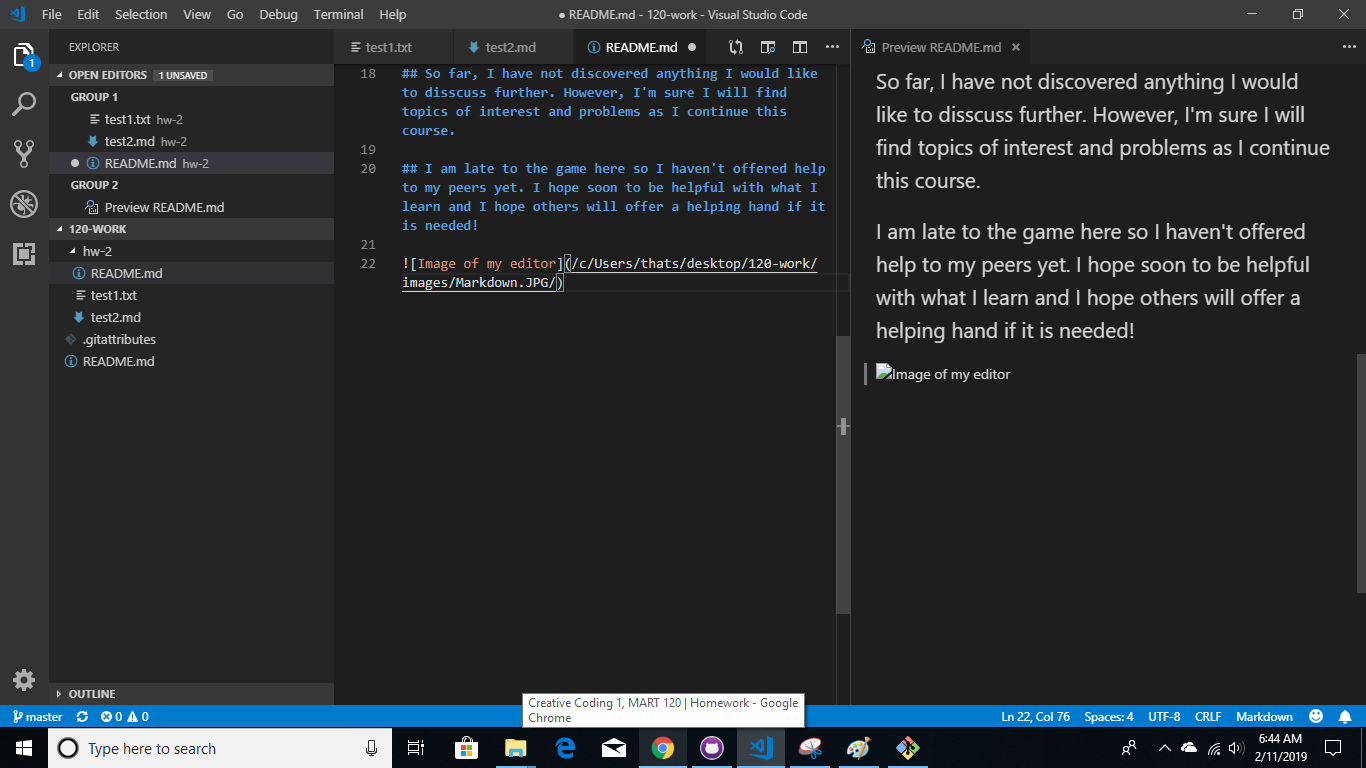 File Edit Selection View Go Debug Terminal Help
● README.md - 120-work - Visual Studio Code
1
EXPLORER
OPEN EDITORS 1 UNSAVED
GROUP 1
test1.txt hw-2
test2.md hw-2
README.md hw-2
GROUP 2
Preview README.md
120-WORK
hw-2
README.md
test1.txt
test2.md
.gitattributes
README.md
OUTLINE
test1.txt
test2.md
README.md ●
18 ## So far, I have not discovered anything I would like
to disscuss further. However, I'm sure I will find
topics of interest and problems as I continue this
course.
19
20 ## I am late to the game here so I haven't offered help
to my peers yet. I hope soon to be helpful with what I
learn and I hope others will offer a helping hand if it
is needed!
21
22 ![Image of my editor](/c/Users/thats/desktop/120-work/
images/Markdown.JPG/)
Preview README.md ×
So far, I have not discovered anything I would
like to disscuss further. However, I'm sure I will
find topics of interest and problems as I continue
this course.
I am late to the game here so I haven't offered
help to my peers yet. I hope soon to be helpful
with what I learn and I hope others will offer a
helping hand if it is needed!
Image of my editor
Creative Coding 1, MART 120 | Homework - Google
Chrome
master 0 0
Ln 22, Col 76 Spaces: 4 UTF-8 CRLF Markdown
Type here to search
6:44 AM
2/11/2019